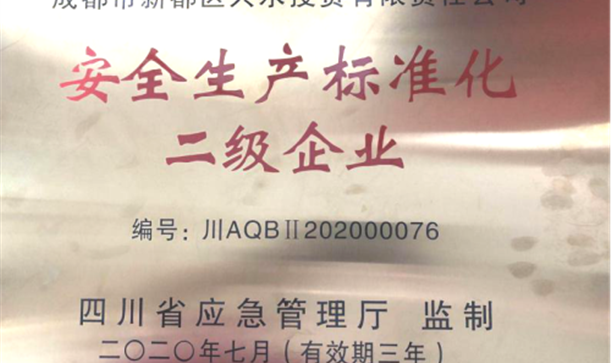 成都市新都区兴东投资有限责任公司
安全生产标准化
二级企业
编号：川AQBⅡ202000076
四川省应急管理厅 监制
二〇二〇年七月（有效期三年）